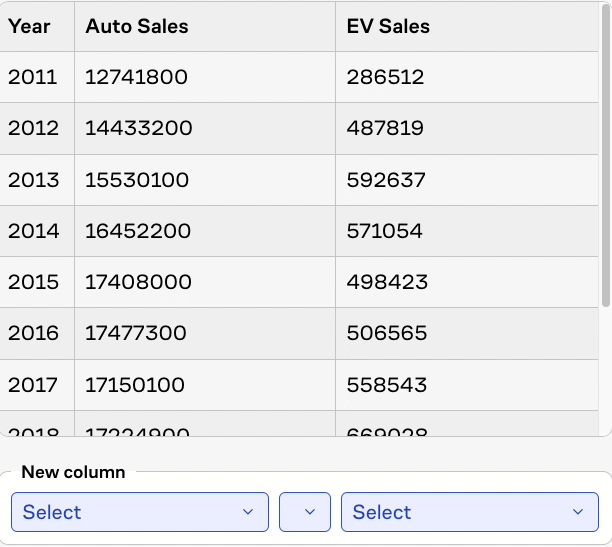 Year Auto Sales EV Sales
2011 12741800 286512
2012 14433200 487819
2013 15530100 592637
2014 16452200 571054
2015 17408000 498423
2016 17477300 506565
2017 17150100 558543
2018 17224900 669028
New column
Select Select